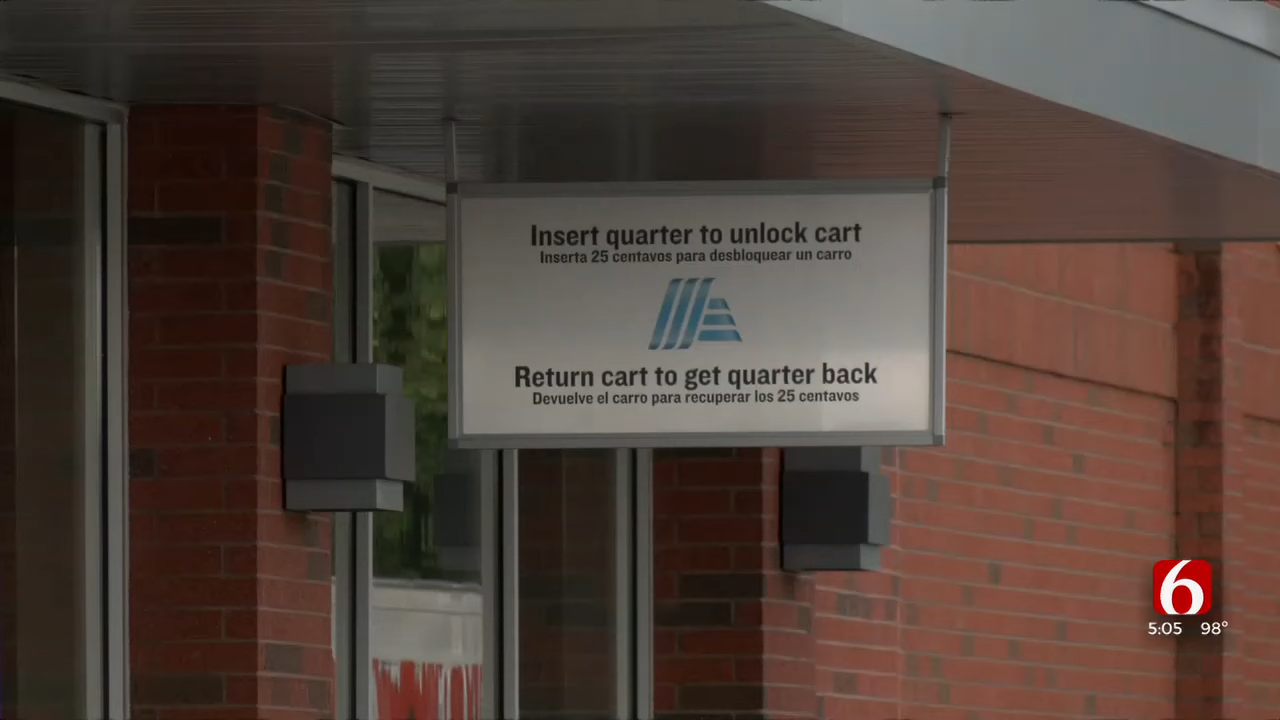 Insert quarter to unlock cart
Inserta 25 centavos para desbloquear un carro
Return cart to get quarter back
Devuelve el carro para recuperar los 25 centavos
6
5:05 98°